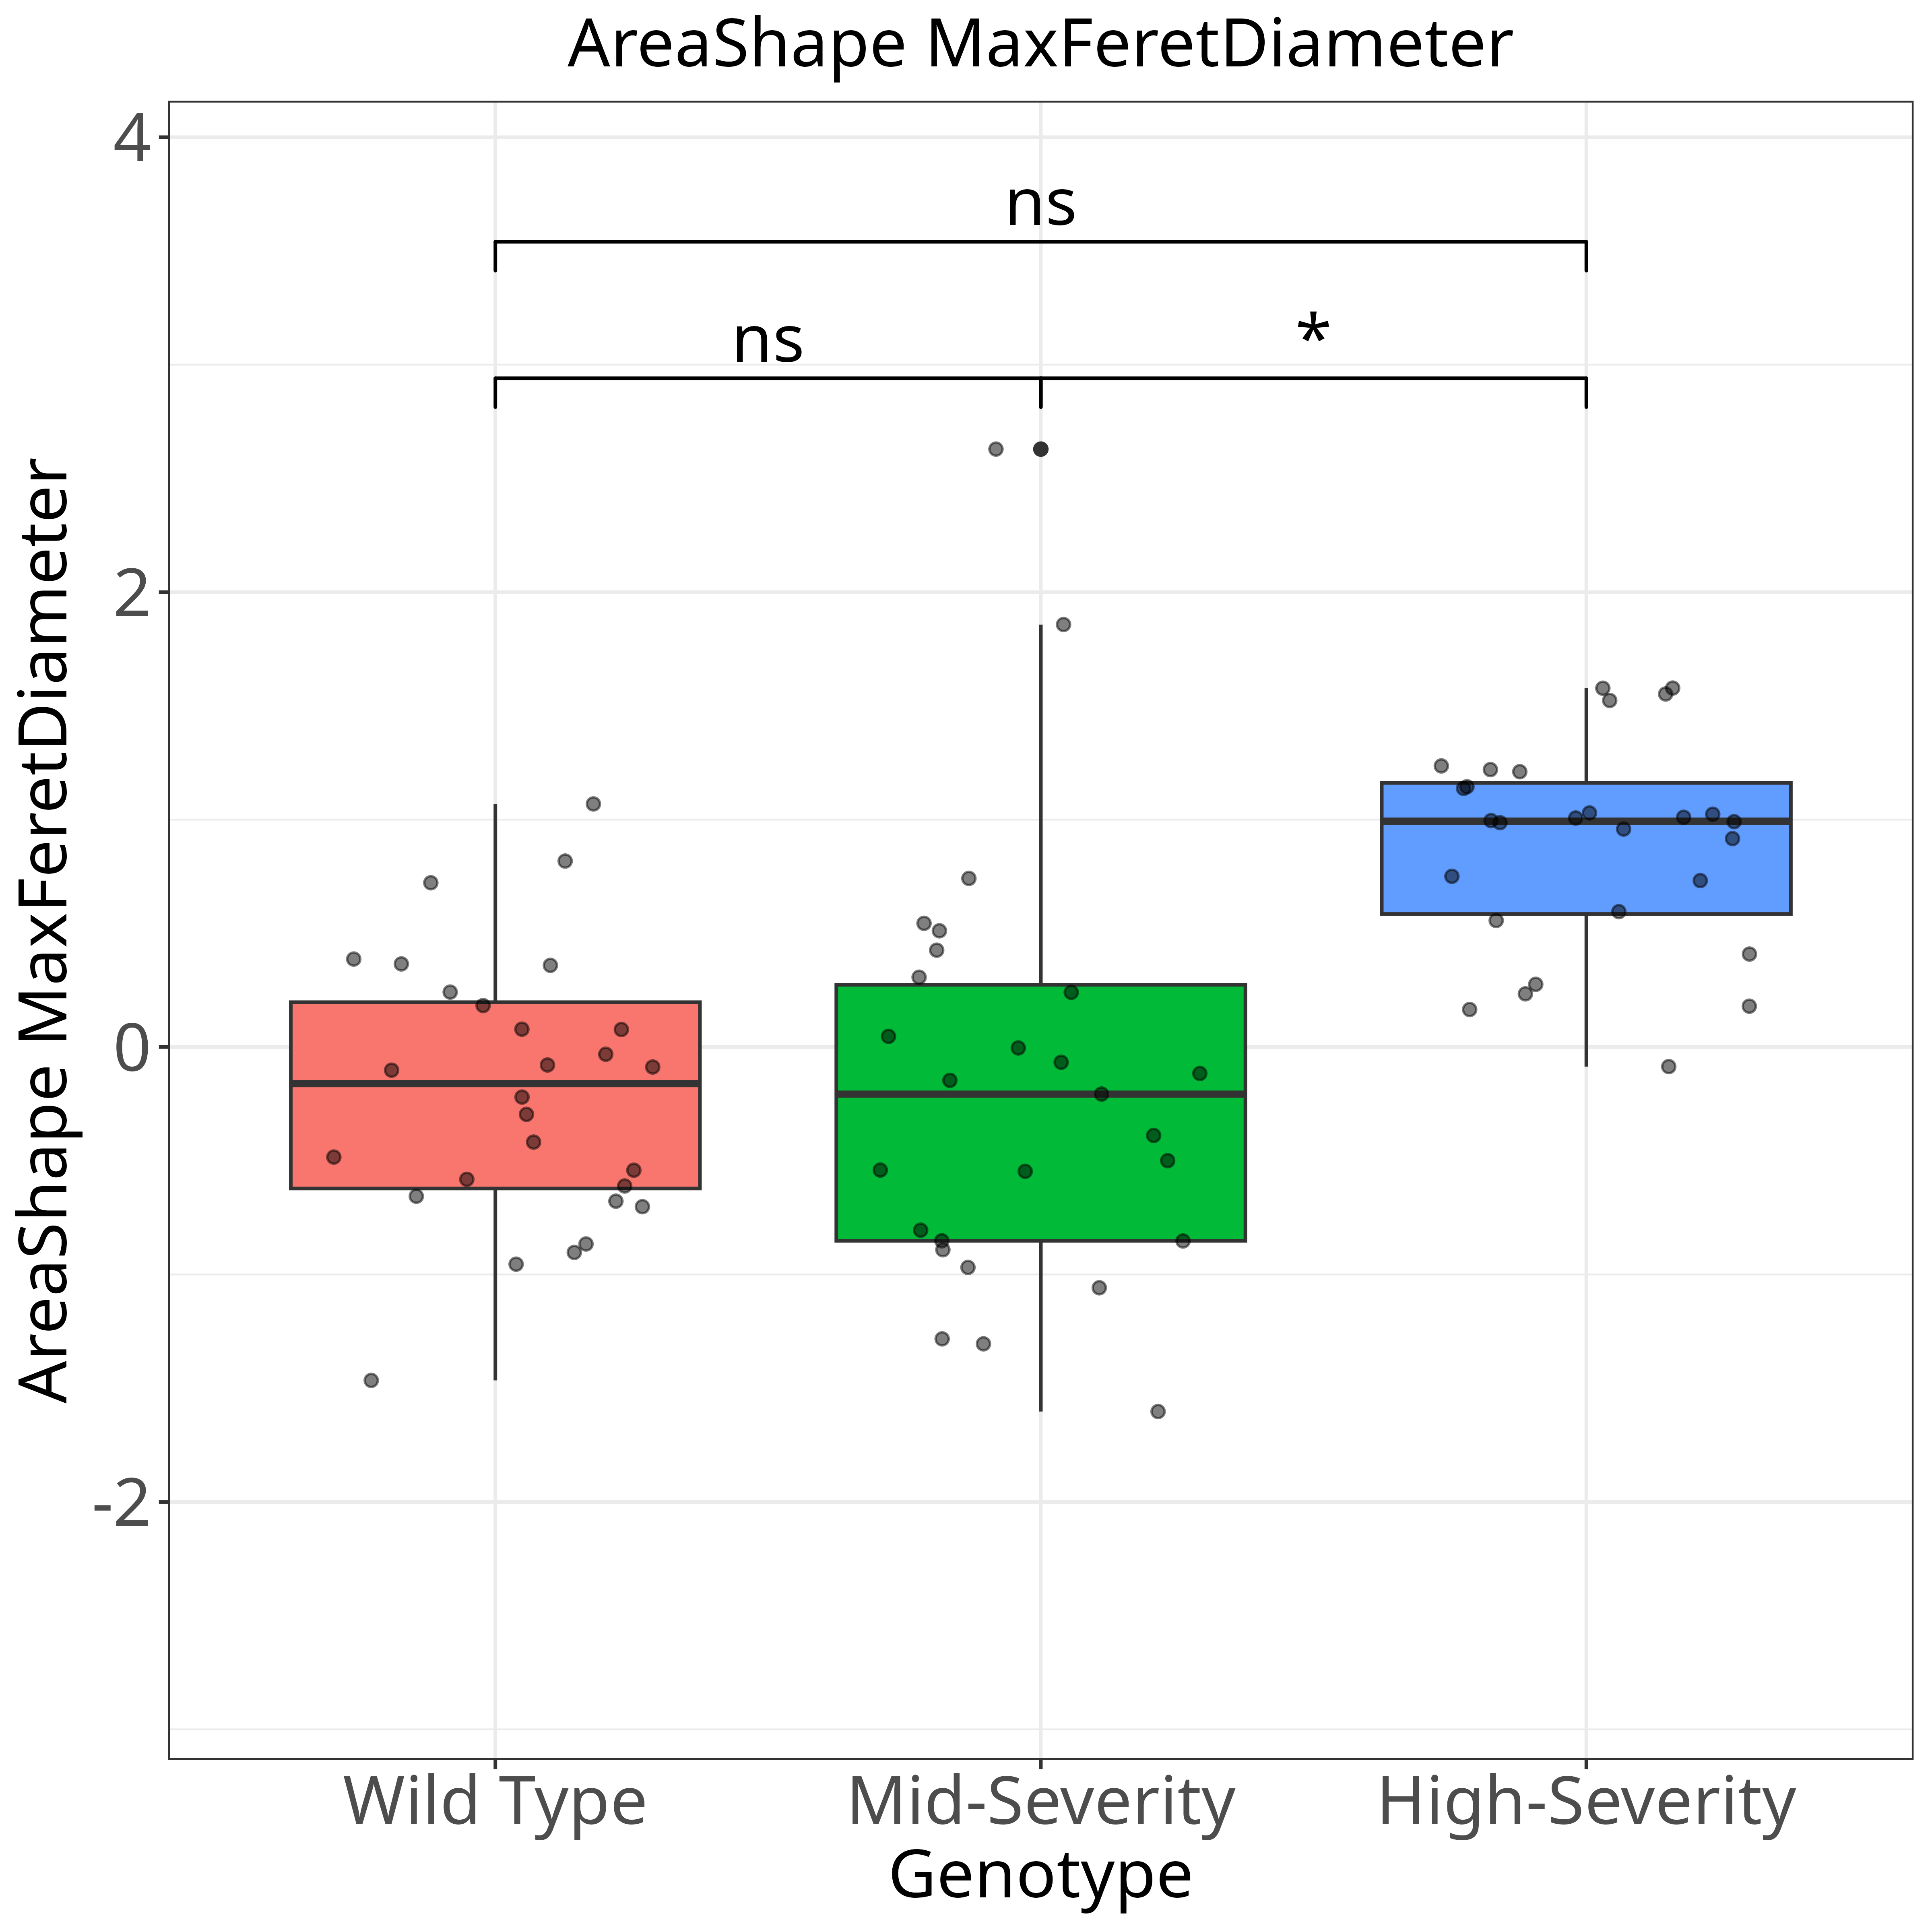 AreaShape MaxFeretDiameter
AreaShape MaxFeretDiameter
4
2
0
-2
ns
ns
*
Wild Type
Mid-Severity
High-Severity
Genotype